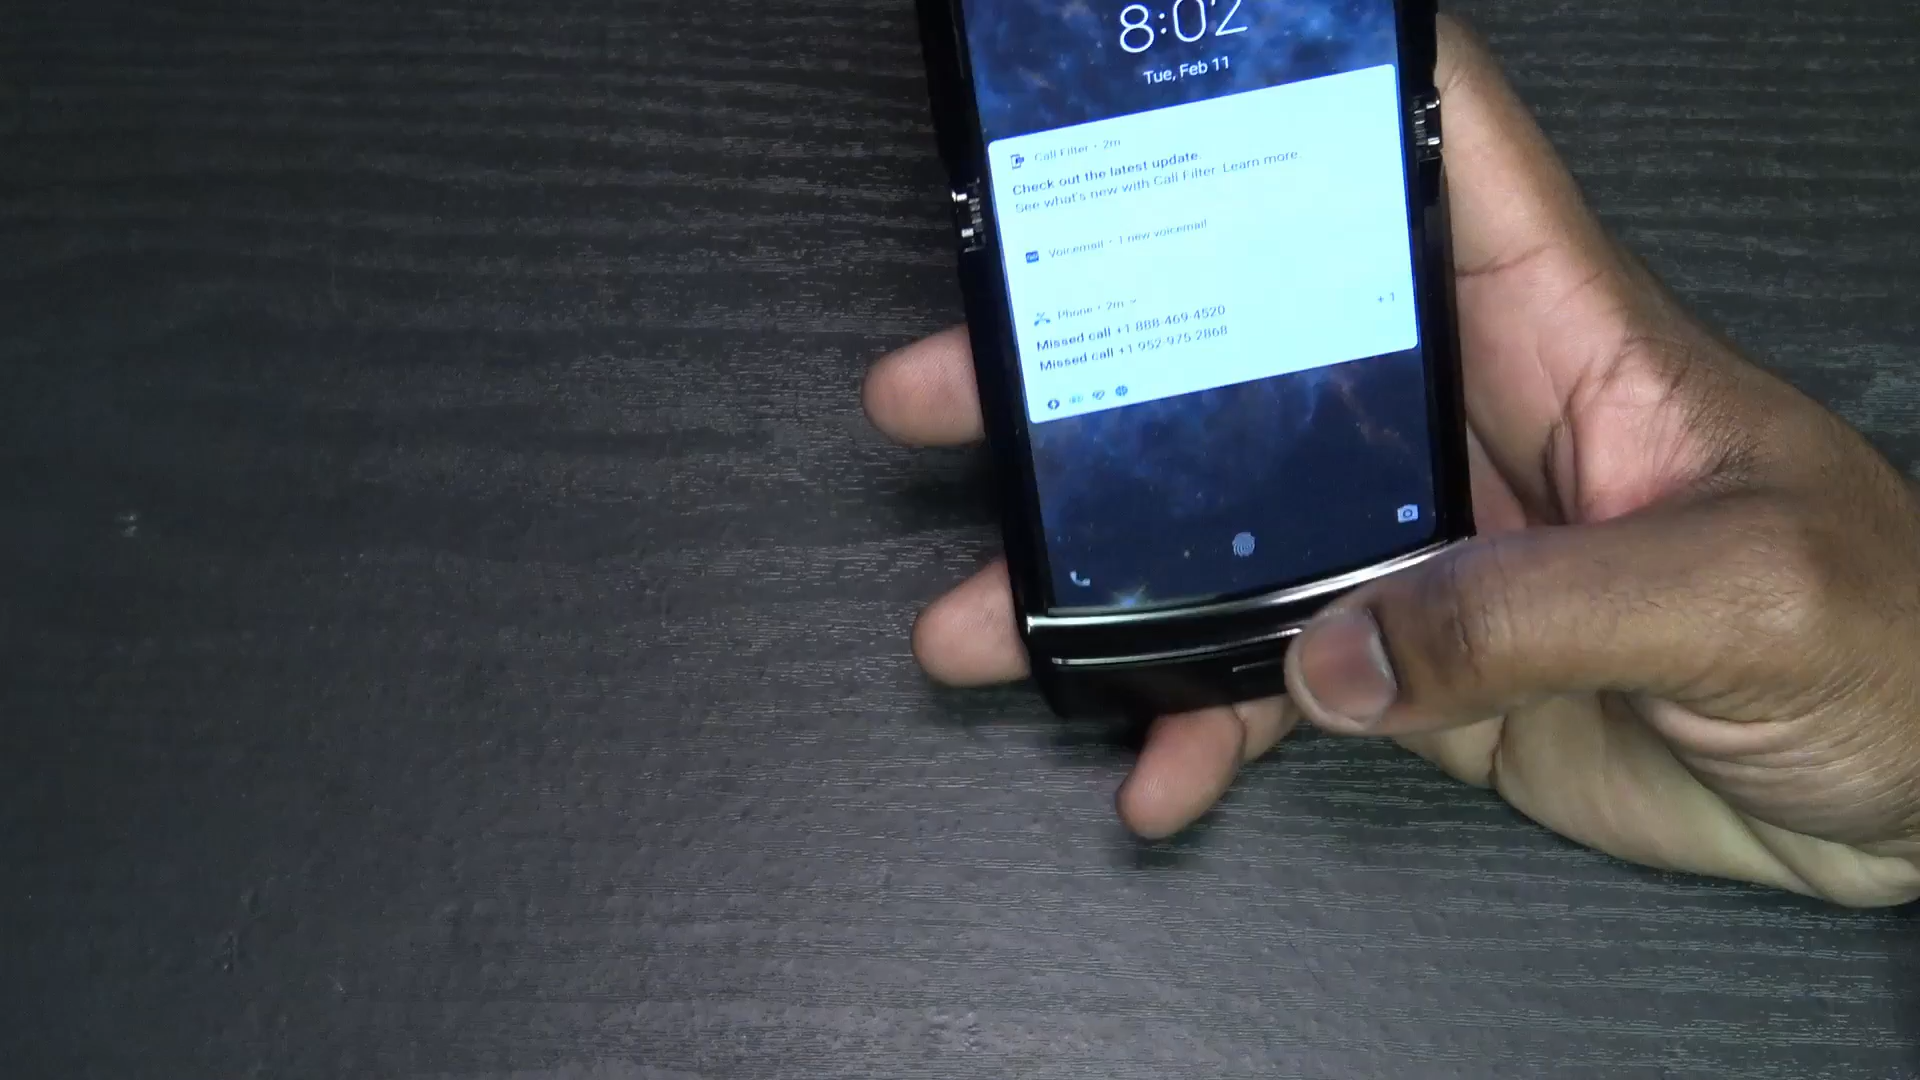 8:02
Tue, Feb 11
Call Filter • 2m
Check out the latest update.
See what's new with Call Filter. Learn more.
Voicemail • 1 new voicemail
Phone • 2m
Missed call +1 888-469-4520
+ 1
Missed call +1 952-975-2868